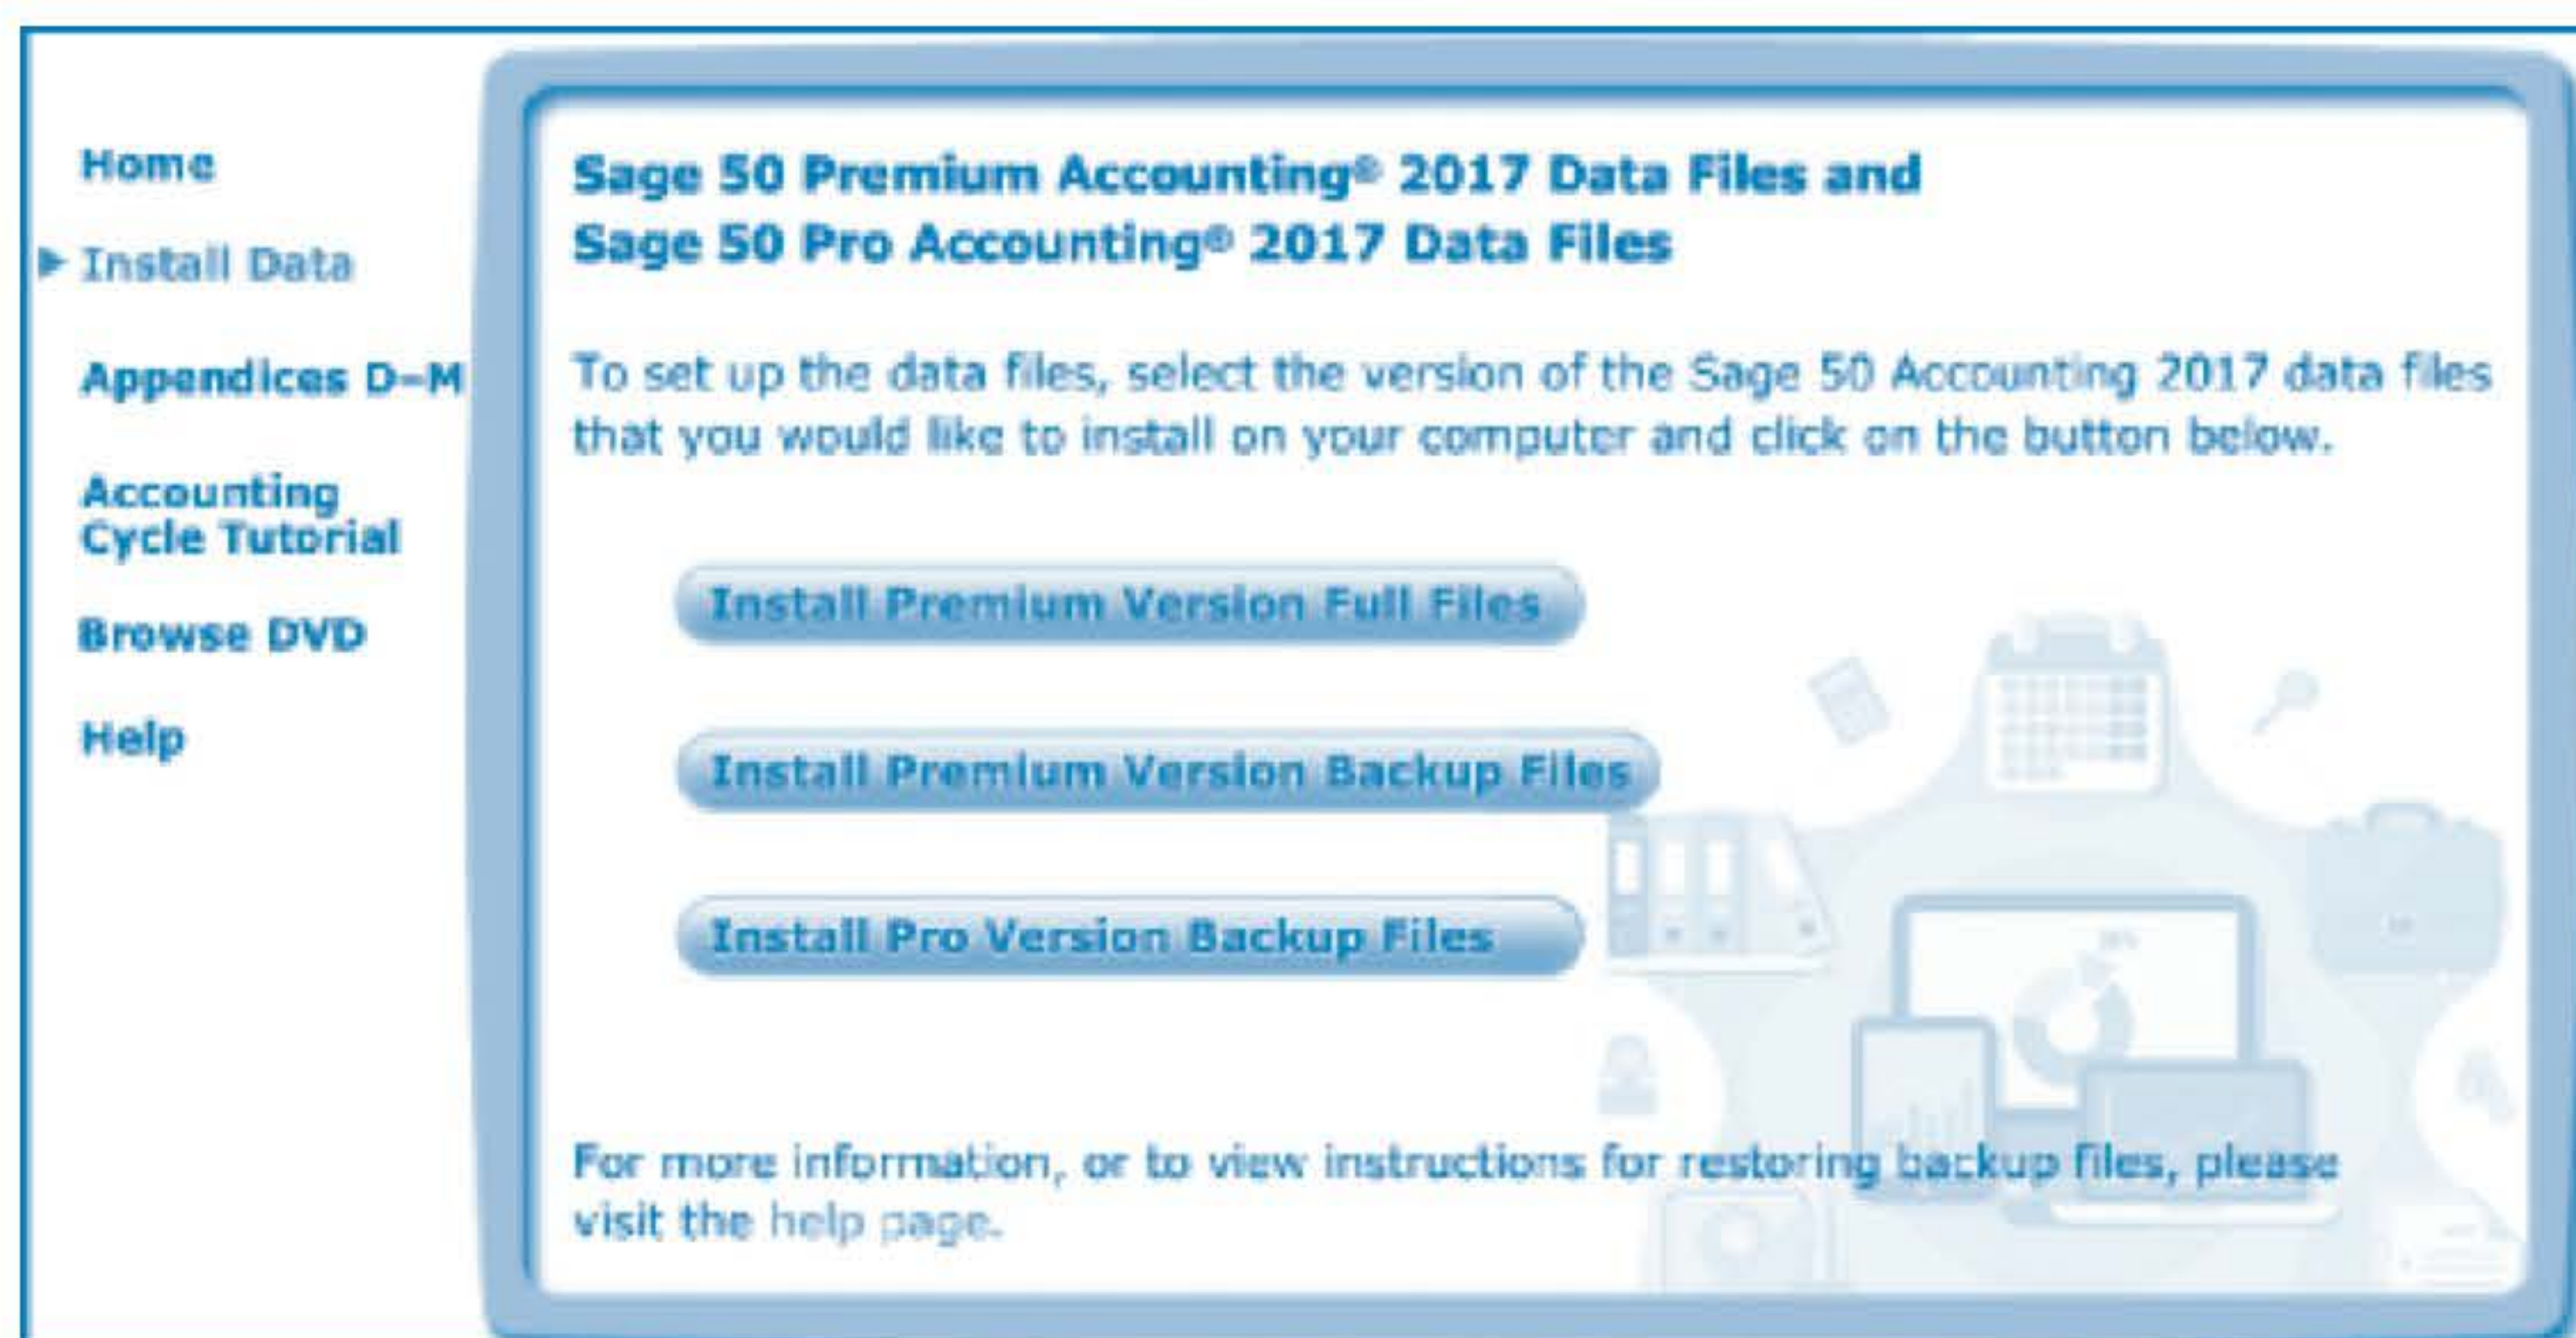 Home
Install Data
Appendices D–M
Accounting
Cycle Tutorial
Browse DVD
Help
Sage 50 Premium Accounting® 2017 Data Files and
Sage 50 Pro Accounting® 2017 Data Files
To set up the data files, select the version of the Sage 50 Accounting 2017 data files
that you would like to install on your computer and click on the button below.
Install Premium Version Full Files
Install Premium Version Backup Files
Install Pro Version Backup Files
For more information, or to view instructions for restoring backup files, please
visit the help page.